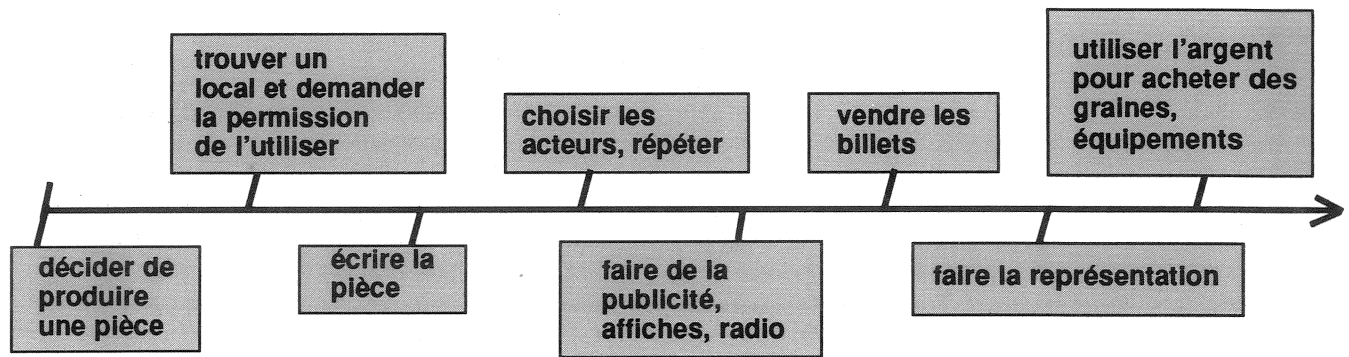 décider de
produire
une pièce
trouver un
local et demander
la permission
de l'utiliser
écrire la
pièce
choisir les
acteurs, répéter
faire de la
publicité,
affiches, radio
vendre les
billets
faire la représentation
utiliser l'argent
pour acheter des
graines,
équipements